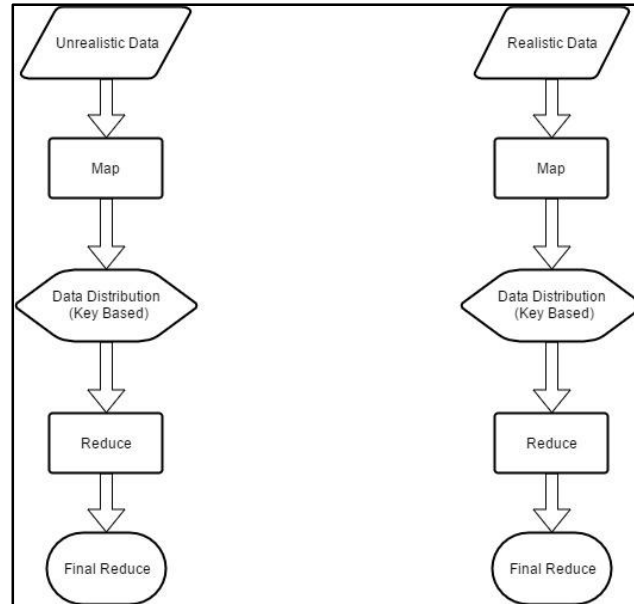 Unrealistic Data
Map
Data Distribution
(Key Based)
Reduce
Final Reduce
Realistic Data
Map
Data Distribution
(Key Based)
Reduce
Final Reduce